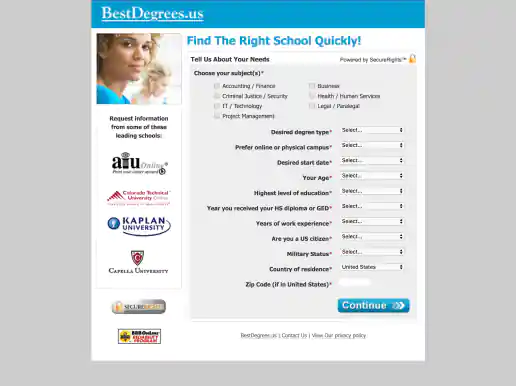 BestDegrees.us
Find The Right School Quickly!
Tell Us About Your Needs
Powered by SecureRights™
Choose your subject(s)*
Accounting / Finance
Business
Criminal Justice / Security
Health / Human Services
IT / Technology
Legal / Paralegal
Project Management
Desired degree type* Select...
Prefer online or physical campus* Select...
Desired start date* Select...
Your Age* Select...
Highest level of education* Select...
Year you received your HS diploma or GED* Select...
Years of work experience* Select...
Are you a US citizen* Select...
Military Status* Select...
Country of residence* United States
Zip Code (if in United States)*
Continue
Request information
from some of these
leading schools:
aiu Online
Colorado Technical
University Online
KAPLAN
UNIVERSITY
CAPELLA UNIVERSITY
SECURE
BBB OnLine
RELIABILITY
PROGRAM
BestDegrees.us | Contact Us | View Our privacy policy